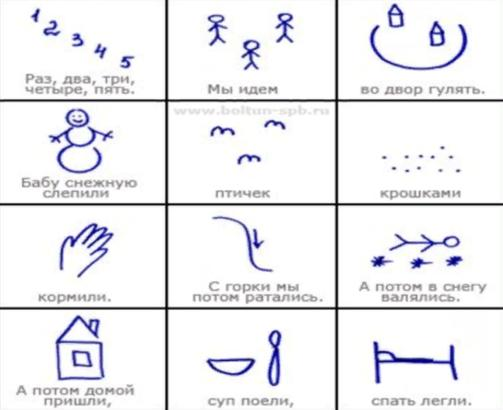 1 2 3 4 5
Раз, два, три,
четыре, пять.
Мы идем
во двор гулять.
www.boltun-spb.ru
Бабу снежную
слепили
птичек
крошками
кормили.
С горки мы
потом ратались.
А потом в снегу
валялись.
А потом домой
пришли,
суп поели,
спать легли.